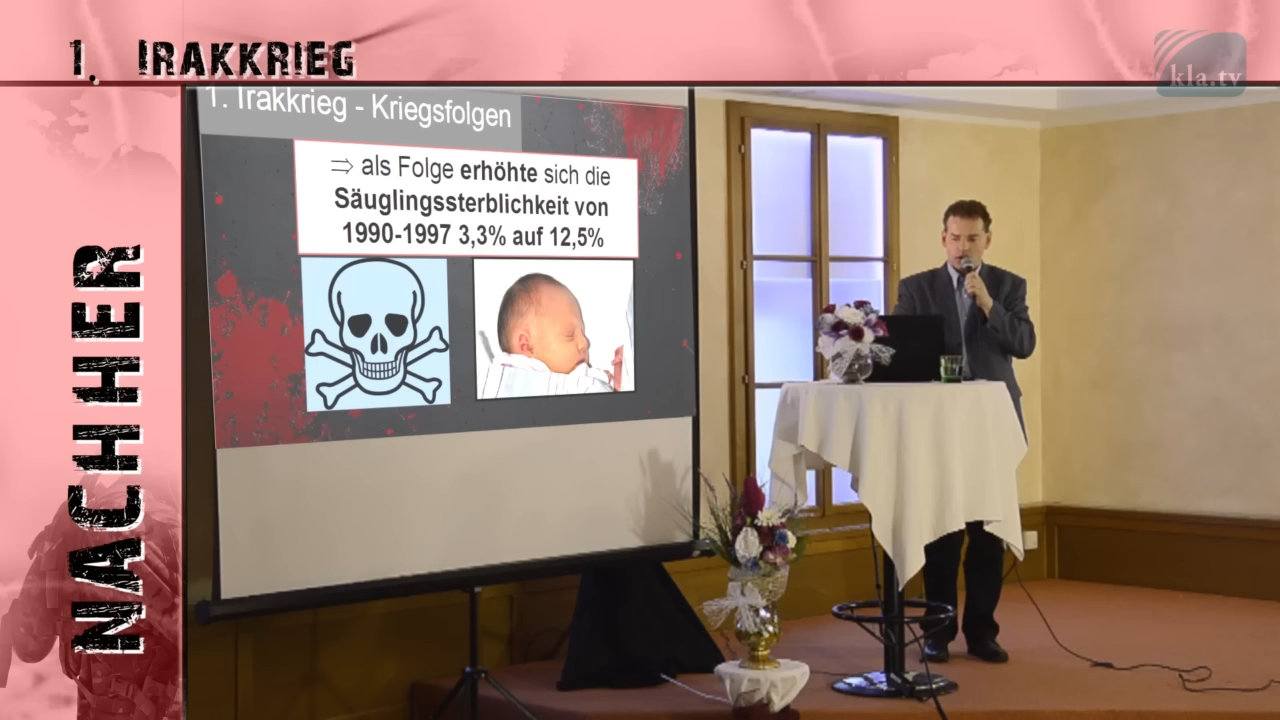 1. IRAKKRIEG
kla.tv
1. Irakkrieg - Kriegsfolgen
⇒ als Folge erhöhte sich die
Säuglingssterblichkeit von
1990-1997 3,3% auf 12,5%
NACHHER